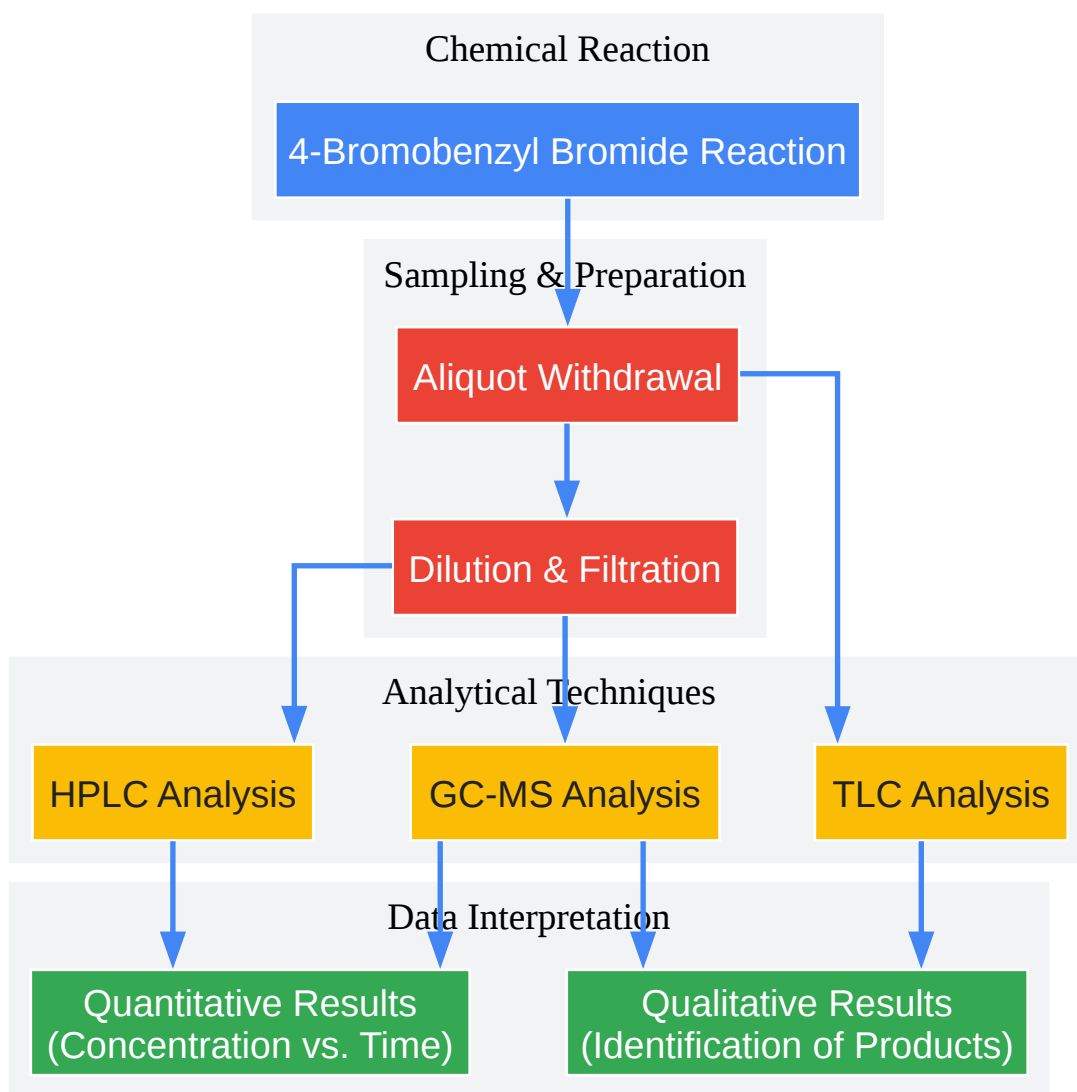 Chemical Reaction
4-Bromobenzyl Bromide Reaction
Sampling & Preparation
Aliquot Withdrawal
Dilution & Filtration
Analytical Techniques
HPLC Analysis
GC-MS Analysis
TLC Analysis
Data Interpretation
Quantitative Results
(Concentration vs. Time)
Qualitative Results
(Identification of Products)